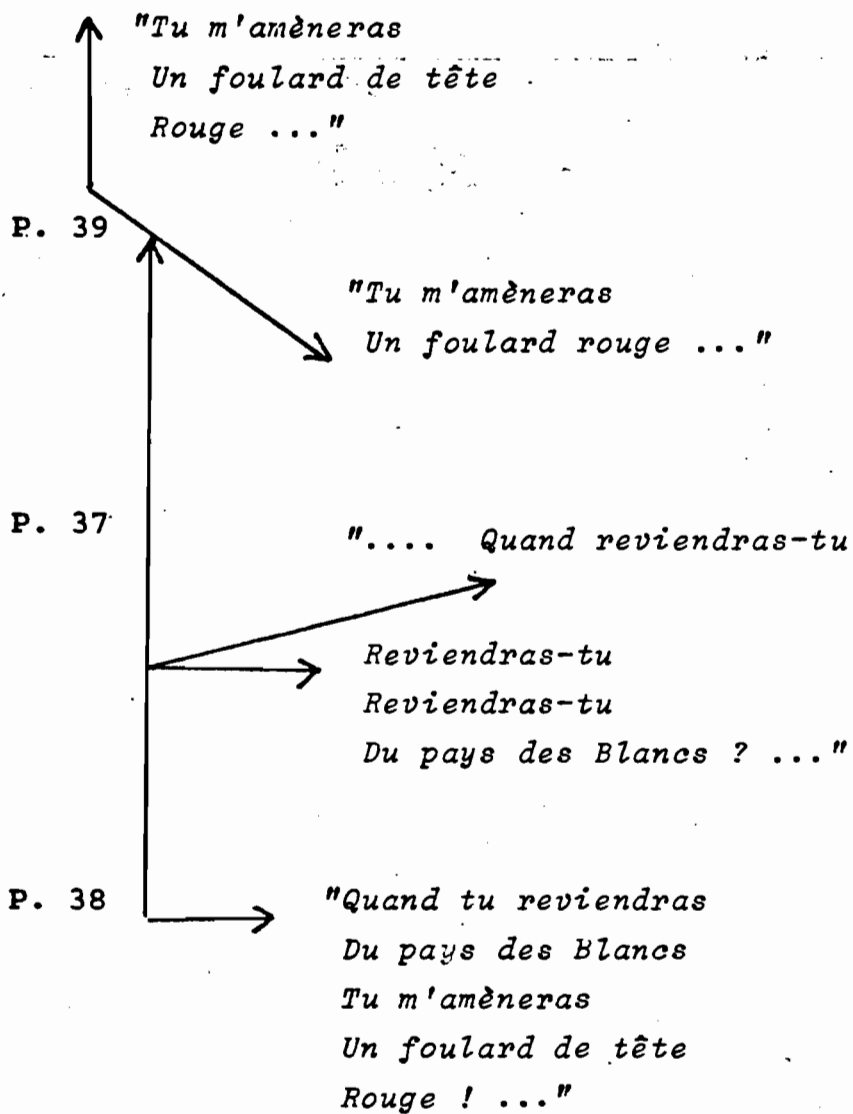 "Tu m'amèneras
Un foulard de tête
Rouge ..."
P. 39
"Tu m'amèneras
Un foulard rouge ..."
P. 37
".... Quand reviendras-tu
Reviendras-tu
Reviendras-tu
Du pays des Blancs ? ..."
P. 38
"Quand tu reviendras
Du pays des Blancs
Tu m'amèneras
Un foulard de tête
Rouge ! ..."